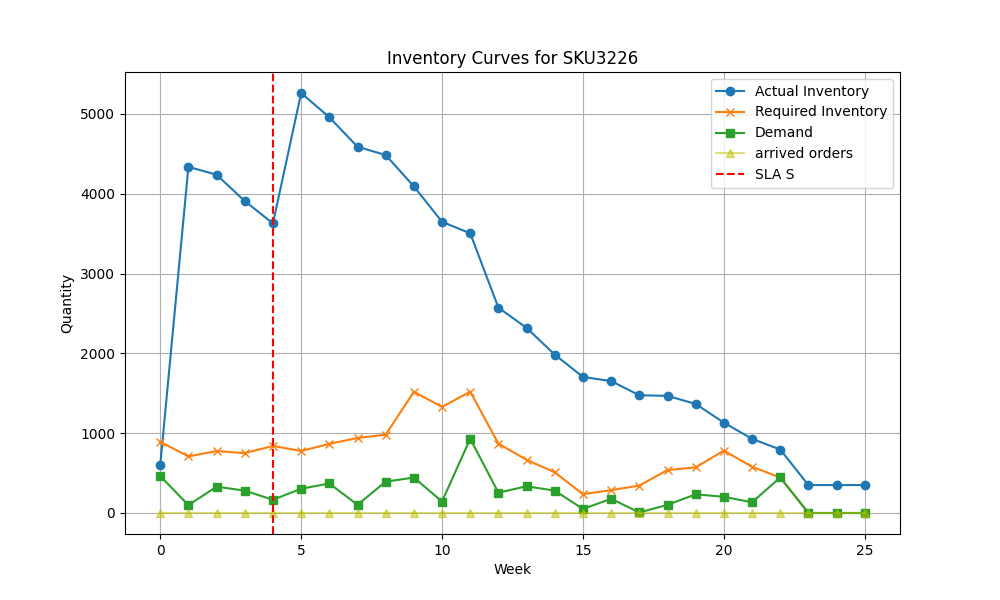 Inventory Curves for SKU3226
Actual Inventory
Required Inventory
Demand
arrived orders
SLA S
Quantity
5000
4000
3000
2000
1000
0
0 5 10 15 20 25
Week